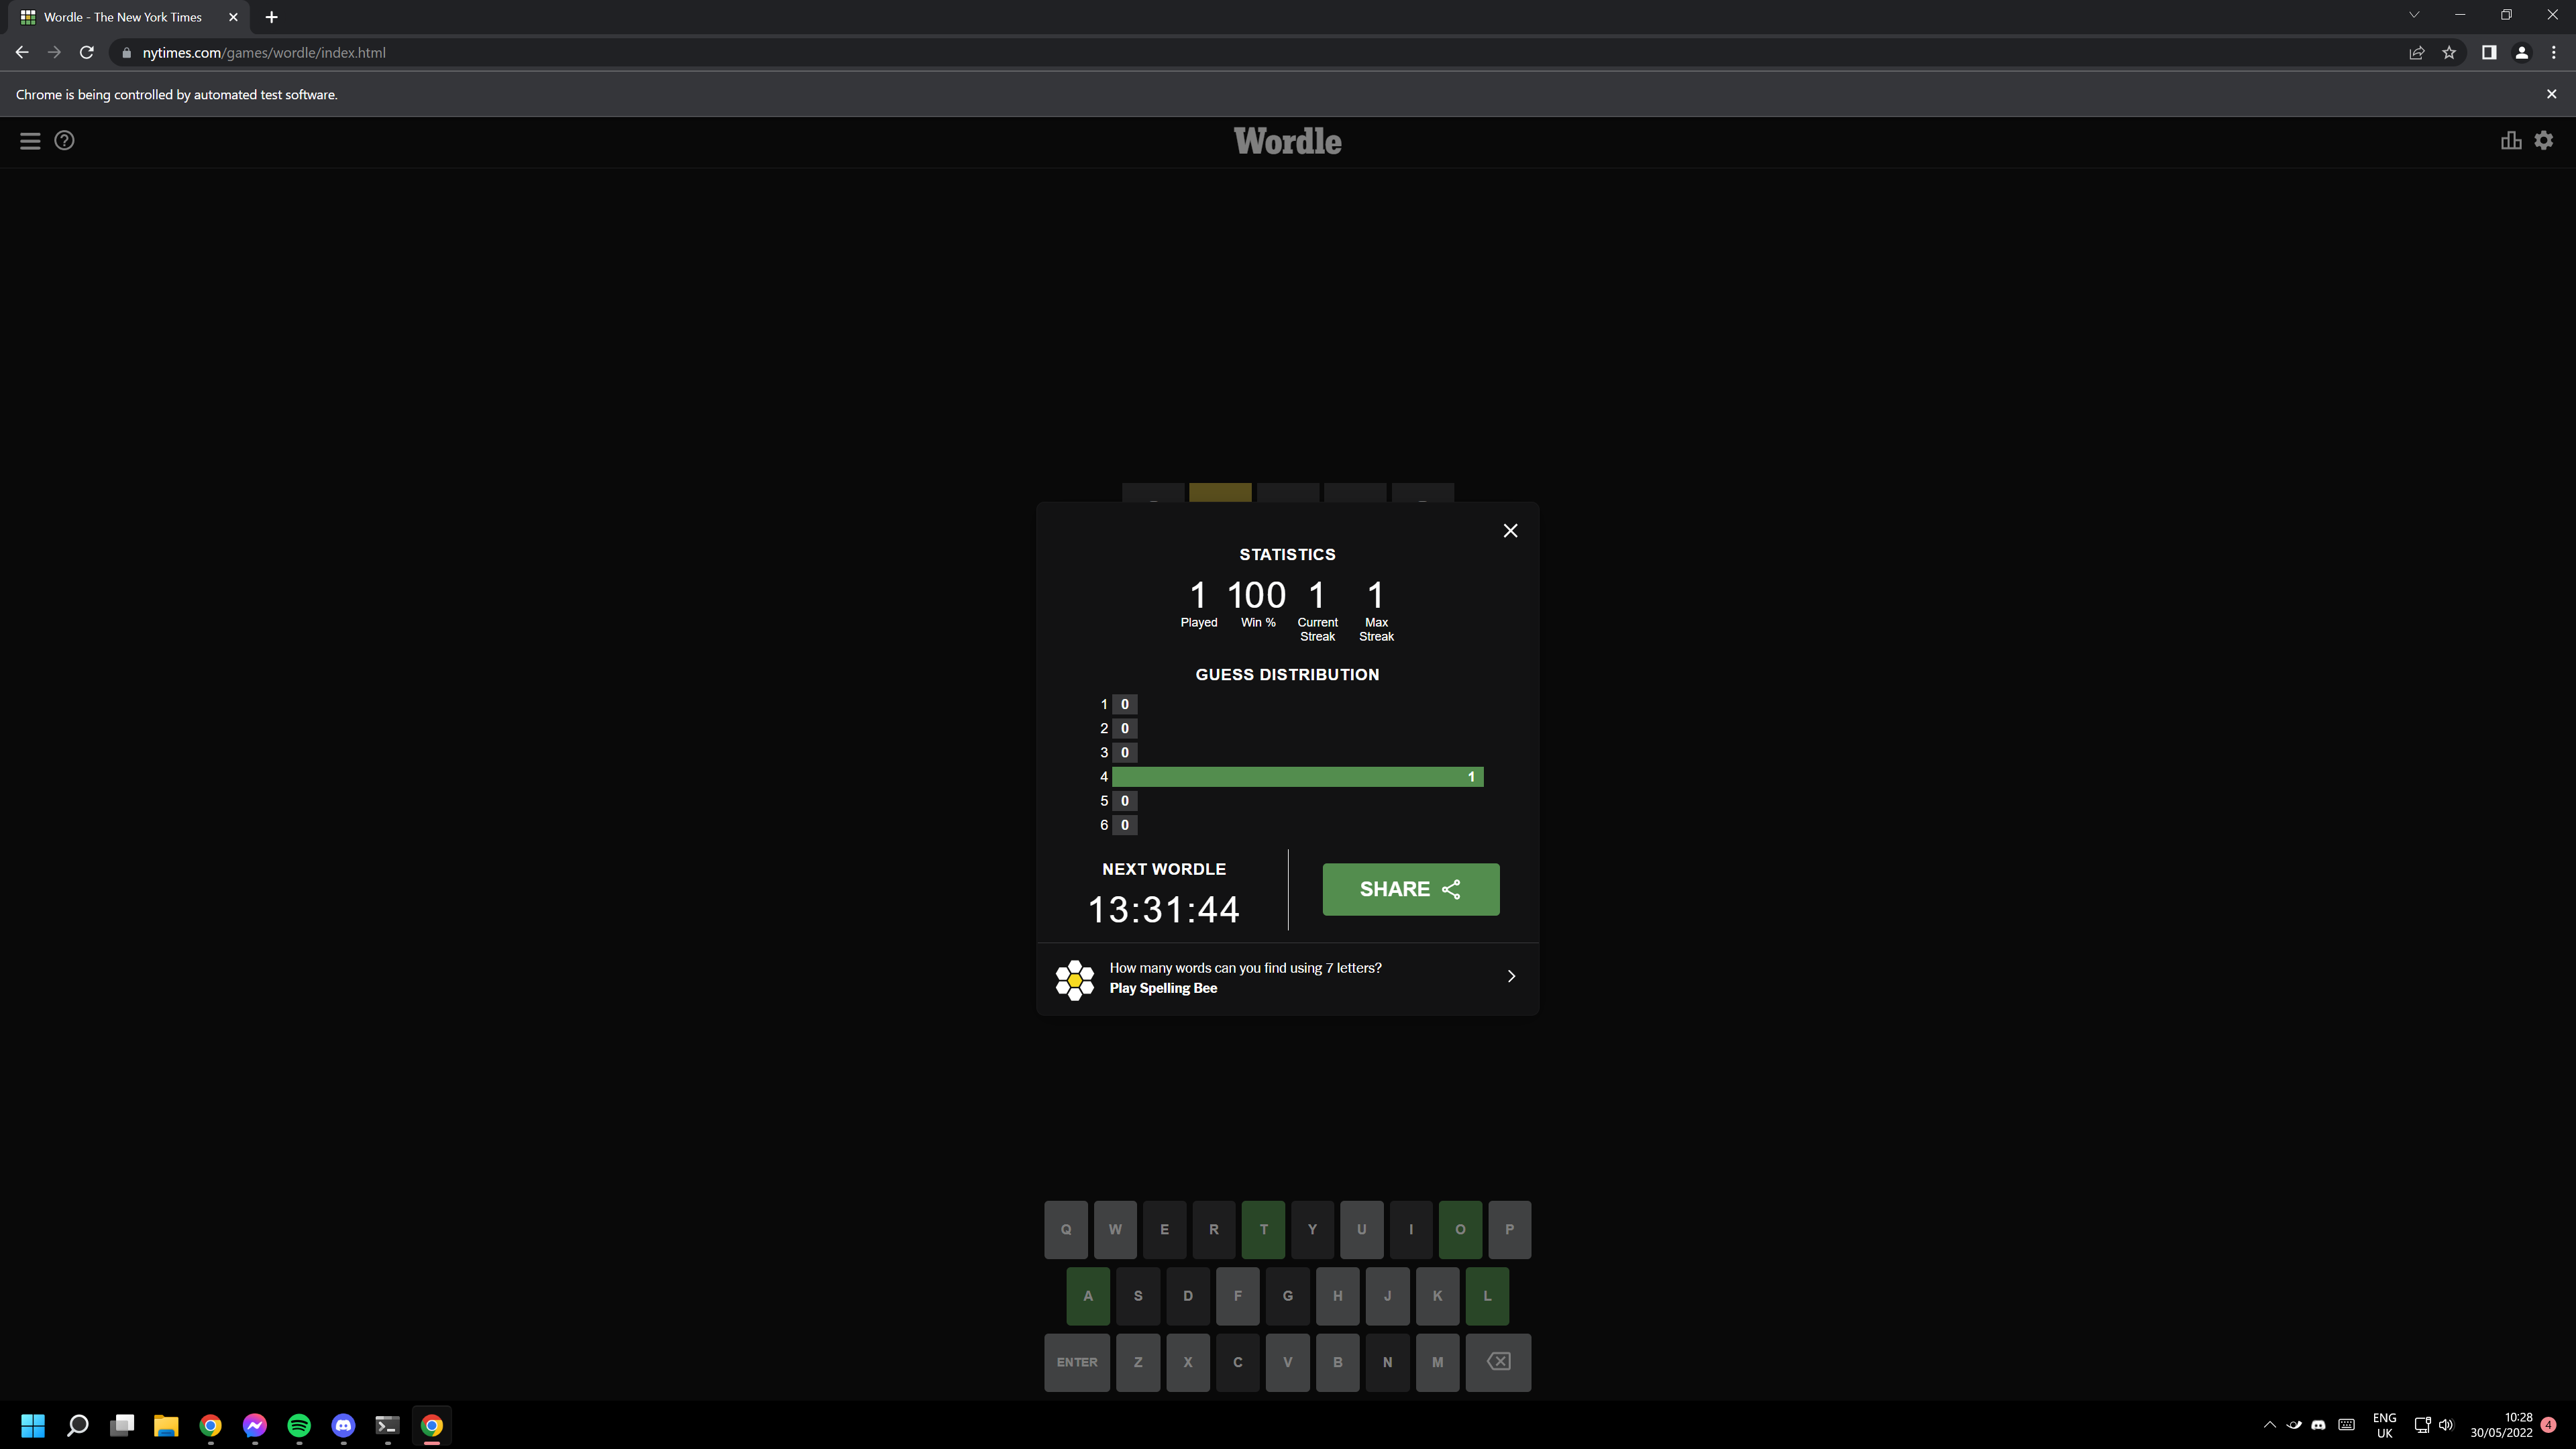 Wordle - The New York Times
nytimes.com/games/wordle/index.html
Chrome is being controlled by automated test software.
Wordle
STATISTICS
1 100 1 1
Played Win % Current Streak Max Streak
GUESS DISTRIBUTION
1 0
2 0
3 0
4 1
5 0
6 0
NEXT WORDLE
13:31:44
SHARE
How many words can you find using 7 letters?
Play Spelling Bee
Q W E R T Y U I O P
A S D F G H J K L
ENTER Z X C V B N M
ENG
UK
10:28
30/05/2022
4